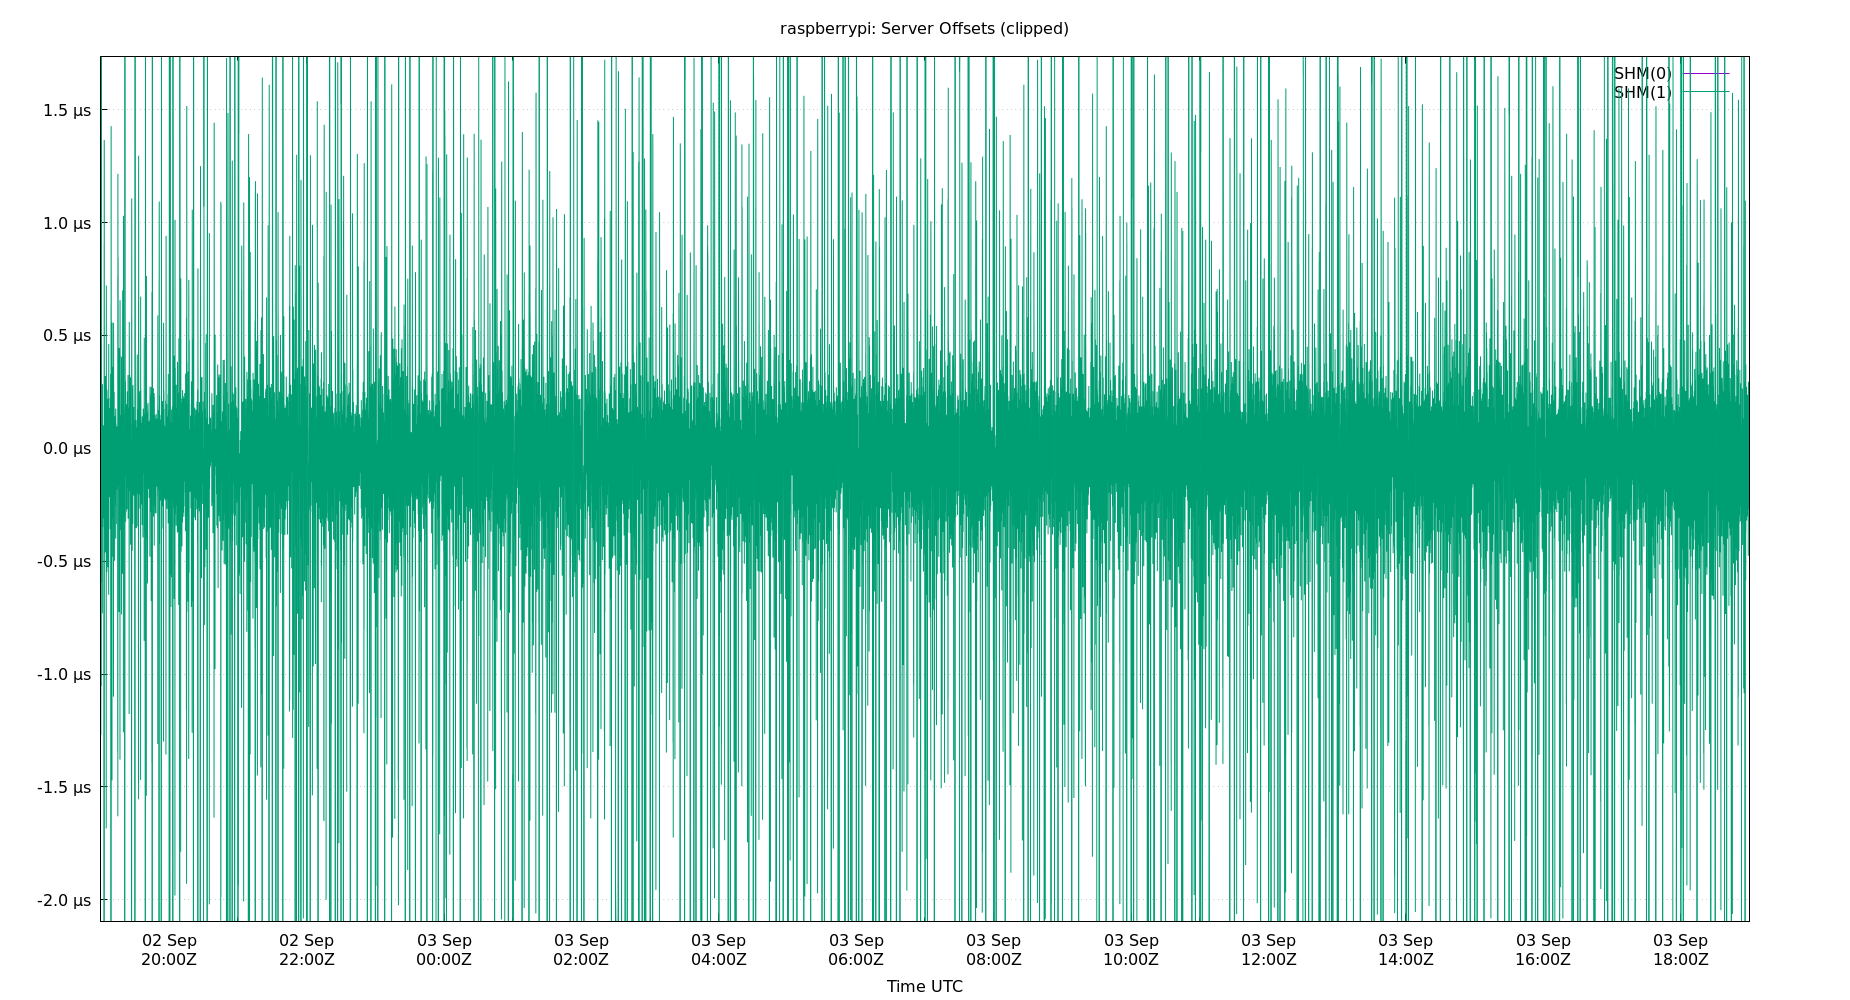 raspberrypi: Server Offsets (clipped)
SHM(0)
SHM(1)
1.5 µs
1.0 µs
0.5 µs
0.0 µs
-0.5 µs
-1.0 µs
-1.5 µs
-2.0 µs
02 Sep 02 Sep 03 Sep 03 Sep 03 Sep 03 Sep 03 Sep 03 Sep 03 Sep 03 Sep 03 Sep 03 Sep
20:00Z 22:00Z 00:00Z 02:00Z 04:00Z 06:00Z 08:00Z 10:00Z 12:00Z 14:00Z 16:00Z 18:00Z
Time UTC